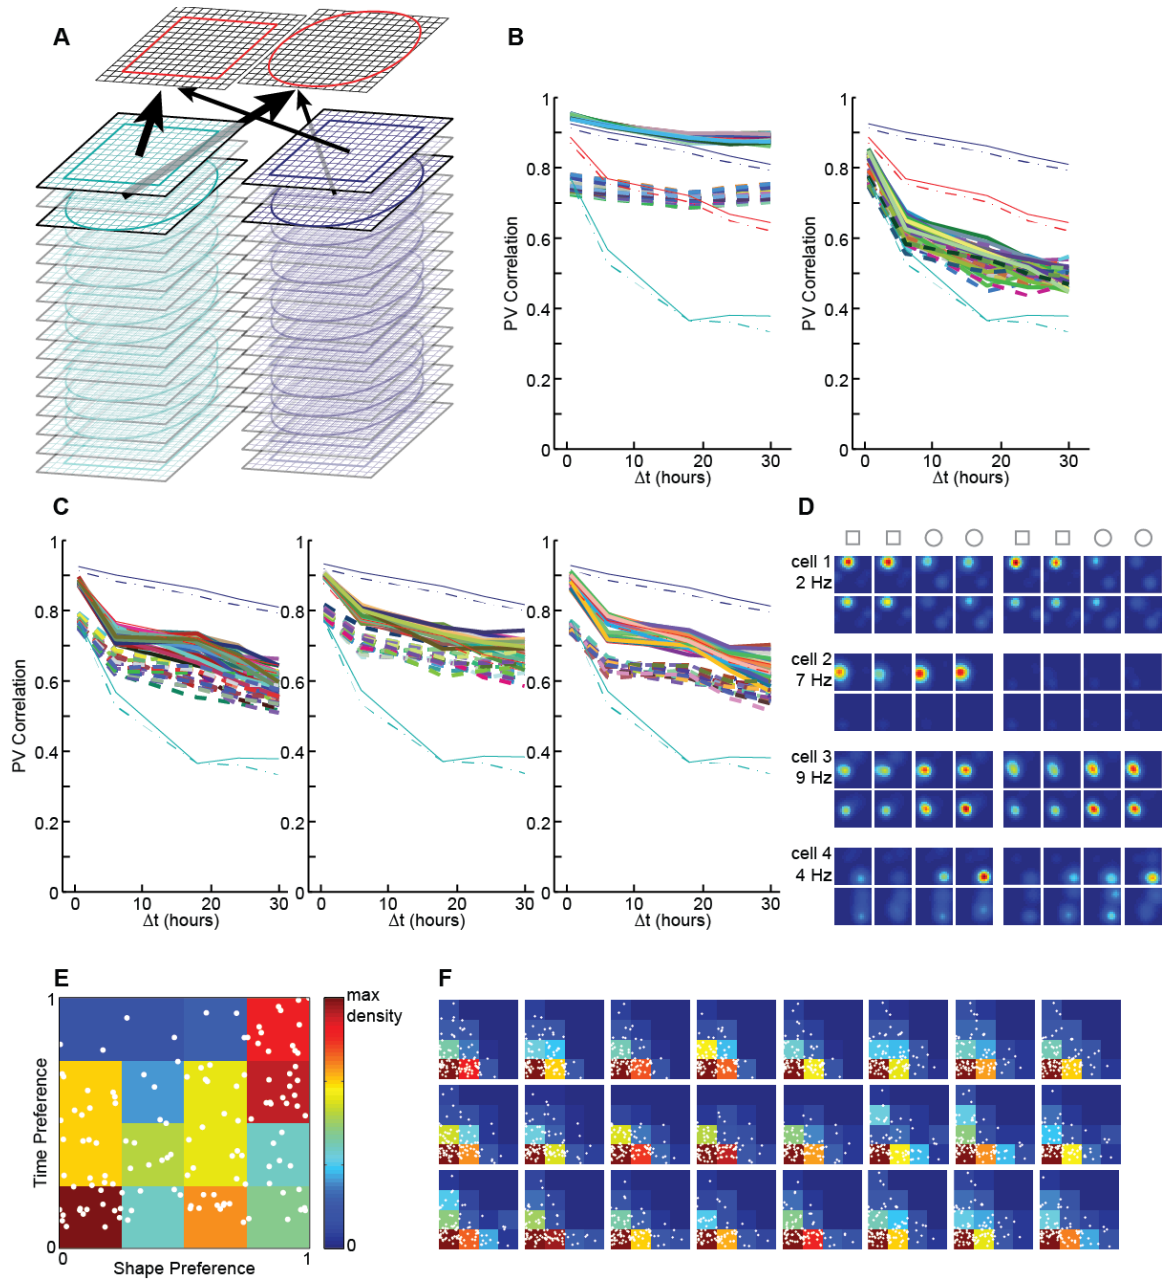 A
B
1
0.8
0.6
0.4
0.2
0
PV Correlation
0 10 20 30
Δt (hours)
1
0.8
0.6
0.4
0.2
0
PV Correlation
0 10 20 30
Δt (hours)
C
1
0.8
0.6
0.4
0.2
0
PV Correlation
0 10 20 30
Δt (hours)
1
0.8
0.6
0.4
0.2
0
0 10 20 30
Δt (hours)
1
0.8
0.6
0.4
0.2
0
0 10 20 30
Δt (hours)
D
cell 1
2 Hz
cell 2
7 Hz
cell 3
9 Hz
cell 4
4 Hz
E
1
Time Preference
0
0 1
Shape Preference
max
density
0
F